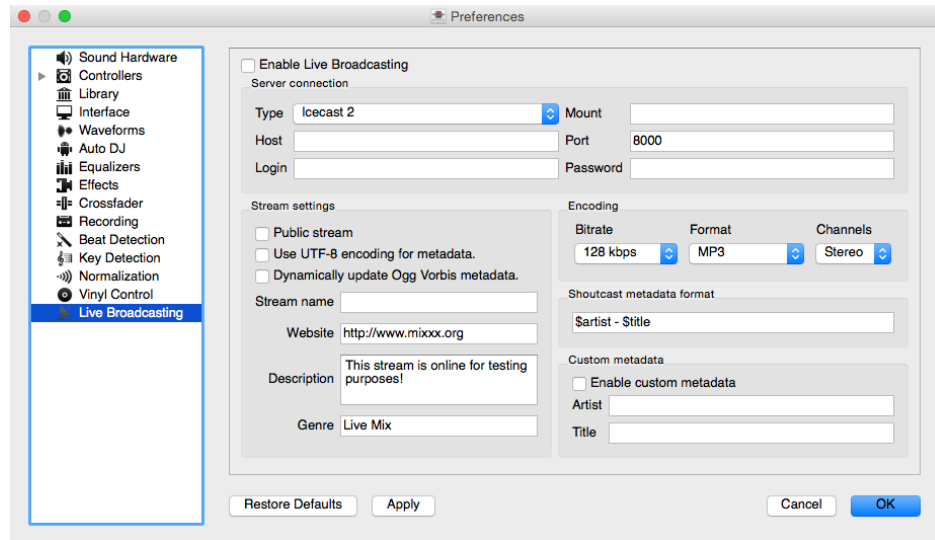 Preferences
Sound Hardware
Controllers
Library
Interface
Waveforms
Auto DJ
Equalizers
Effects
Crossfader
Recording
Beat Detection
Key Detection
Normalization
Vinyl Control
Live Broadcasting
Enable Live Broadcasting
Server connection
Type Icecast 2 Mount
Host Port 8000
Login Password
Stream settings
Public stream
Use UTF-8 encoding for metadata.
Dynamically update Ogg Vorbis metadata.
Stream name
Website http://www.mixxx.org
Description This stream is online for testing
purposes!
Genre Live Mix
Encoding
Bitrate Format Channels
128 kbps MP3 Stereo
Shoutcast metadata format
$artist - $title
Custom metadata
Enable custom metadata
Artist
Title
Restore Defaults Apply Cancel OK